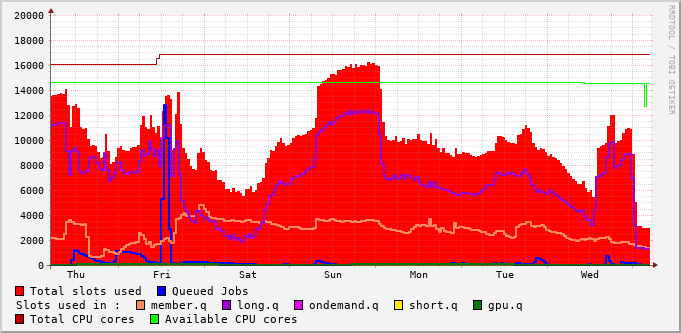 20000
18000
16000
14000
12000
10000
8000
6000
4000
2000
0
Thu Fri Sat Sun Mon Tue Wed
RRDTOOL / TOBI OETIKER
Total slots used Queued Jobs
Slots used in : member.q long.q ondemand.q short.q gpu.q
Total CPU cores Available CPU cores